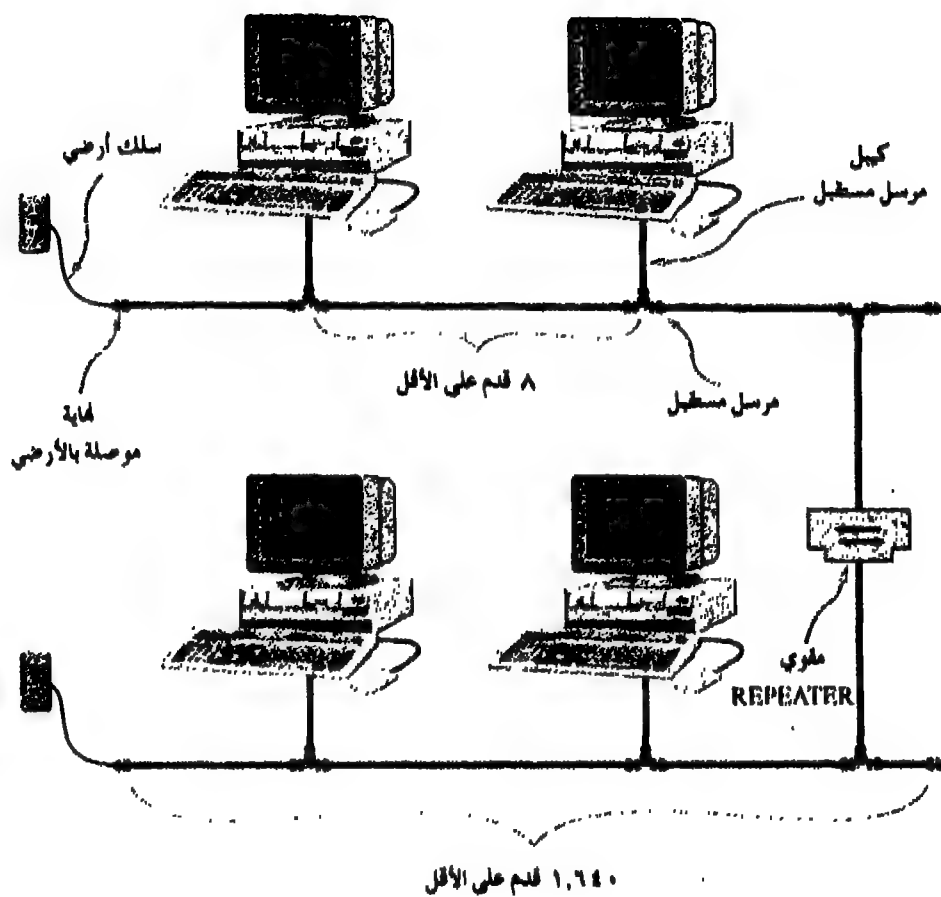 سلك أرضي
كيبل
مرسل مستقبل
٨ قدم على الأقل
مرسل مستقبل
نهاية
موصلة بالأرضي
مقوي
REPEATER
١,٦٤٠ قدم على الأقل